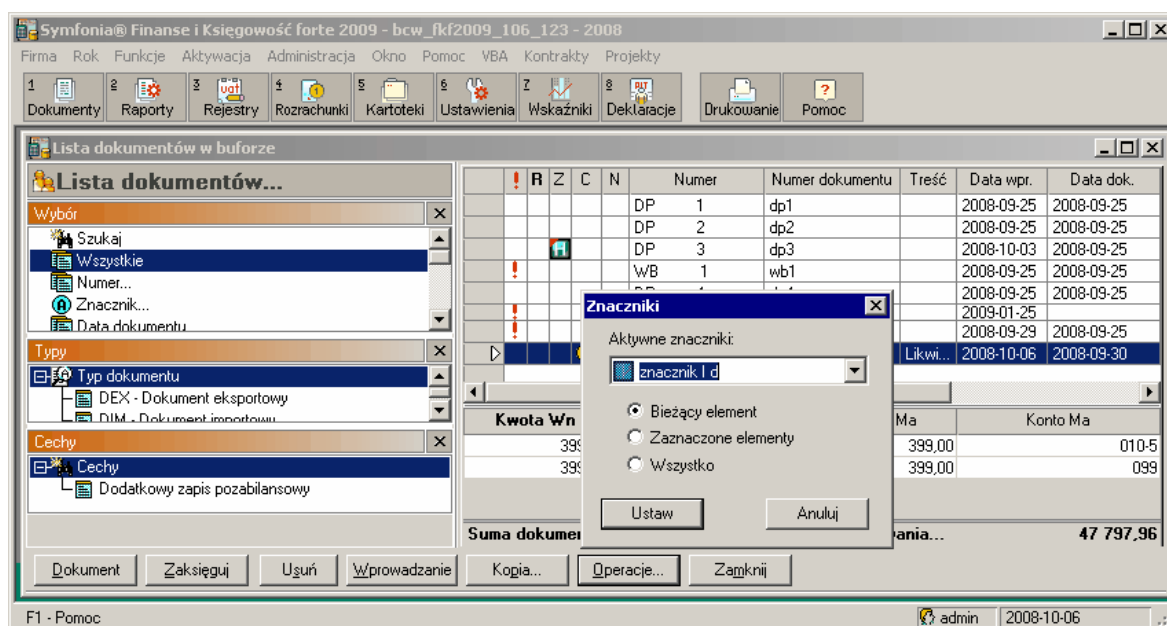 Symfonia® Finanse i Księgowość forte 2009 - bcw_fkf2009_106_123 - 2008
Firma Rok Funkcje Aktywacja Administracja Okno Pomoc VBA Kontrakty Projekty
1 2 3 4 5 6 7 8
Dokumenty Raporty Rejestry Rozrachunki Kartoteki Ustawienia Wskaźniki Deklaracje Drukowanie Pomoc
Lista dokumentów w buforze
Lista dokumentów...
Wybór
Szukaj
Wszystkie
Numer...
Znacznik...
Data dokumentu
Typy
Typ dokumentu
DEX - Dokument eksportowy
DIM - Dokument importowy
Cechy
Cechy
Dodatkowy zapis pozabilansowy
! R Z C N Numer Numer dokumentu Treść Data wpr. Data dok.
DP 1 dp1 2008-09-25 2008-09-25
DP 2 dp2 2008-09-25 2008-09-25
DP 3 dp3 2008-10-03 2008-09-25
! WB 1 wb1 2008-09-25 2008-09-25
2008-09-25 2008-09-25
! 2009-01-25
! 2008-09-29 2008-09-25
Likwi... 2008-10-06 2008-09-30
Kwota Wn Ma Konto Ma
399,00 010-5
399,00 099
Suma 47 797,96
Znaczniki
Aktywne znaczniki:
znacznik I d
Bieżący element
Zaznaczone elementy
Wszystko
Ustaw Anuluj
Dokument Zaksięguj Usuń Wprowadzanie Kopia... Operacje... Zamknij
F1 - Pomoc admin 2008-10-06